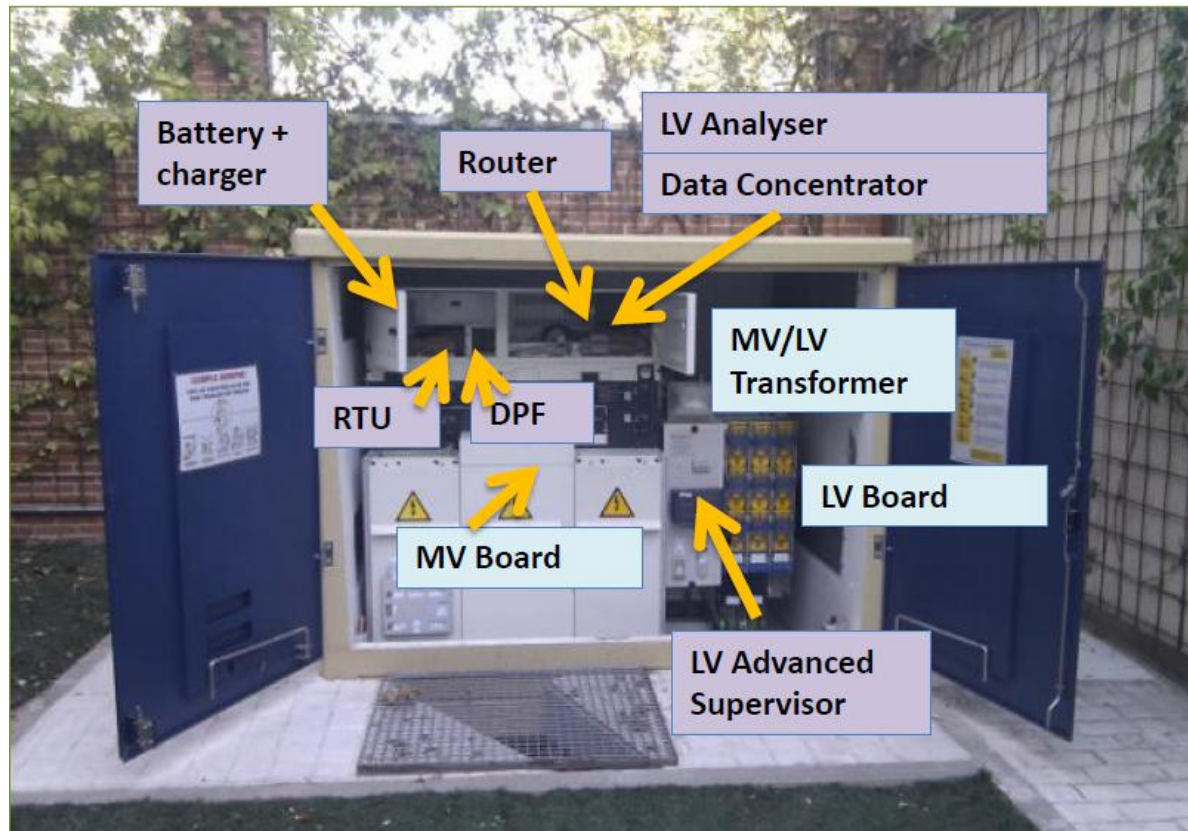 Battery +
charger
Router
LV Analyser
Data Concentrator
MV/LV
Transformer
RTU
DPF
LV Board
MV Board
LV Advanced
Supervisor